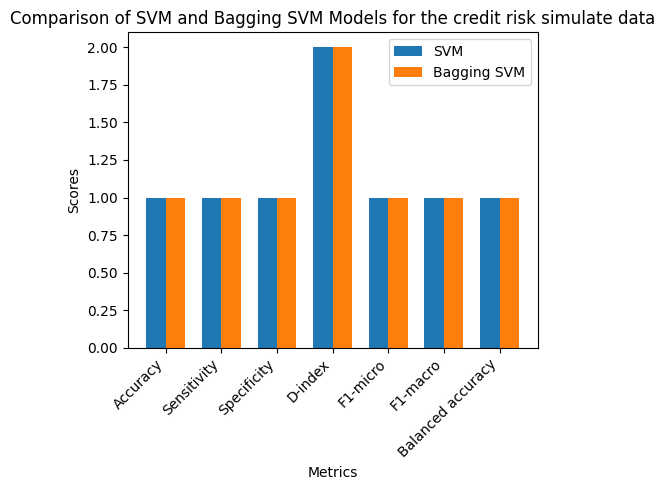 Comparison of SVM and Bagging SVM Models for the credit risk simulate data
2.00
1.75
1.50
1.25
1.00
0.75
0.50
0.25
0.00
Scores
SVM
Bagging SVM
Accuracy
Sensitivity
Specificity
D-index
F1-micro
F1-macro
Balanced accuracy
Metrics